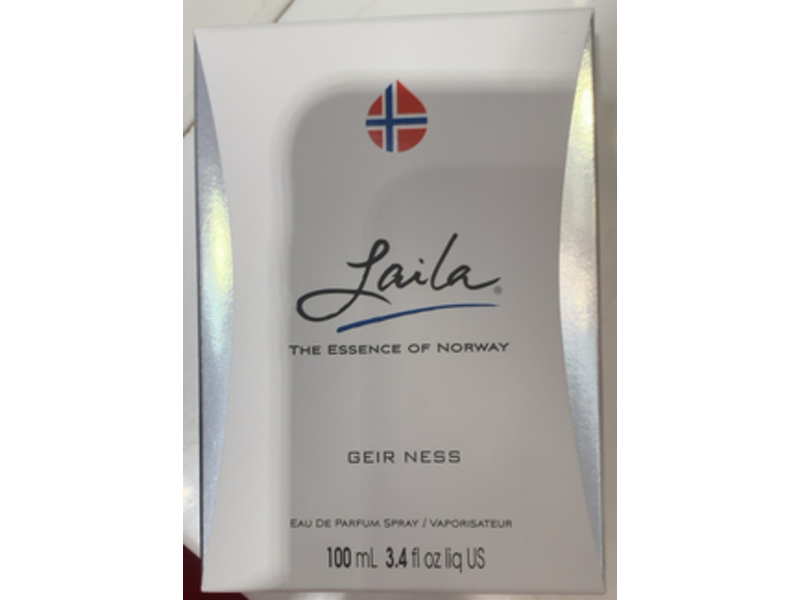 Laila®
THE ESSENCE OF NORWAY
GEIR NESS
EAU DE PARFUM SPRAY / VAPORISATEUR
100 mL 3.4 fl oz liq US